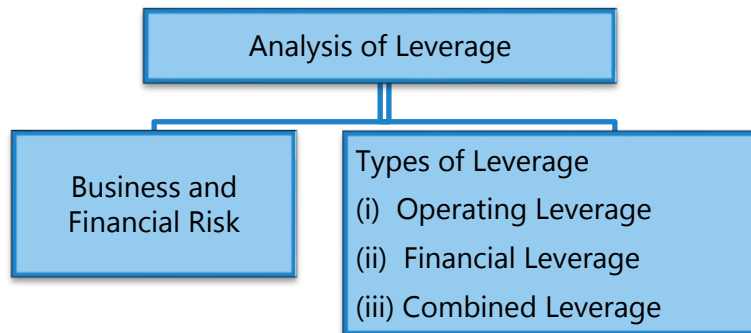 Analysis of Leverage
Business and
Financial Risk
Types of Leverage
(i) Operating Leverage
(ii) Financial Leverage
(iii) Combined Leverage